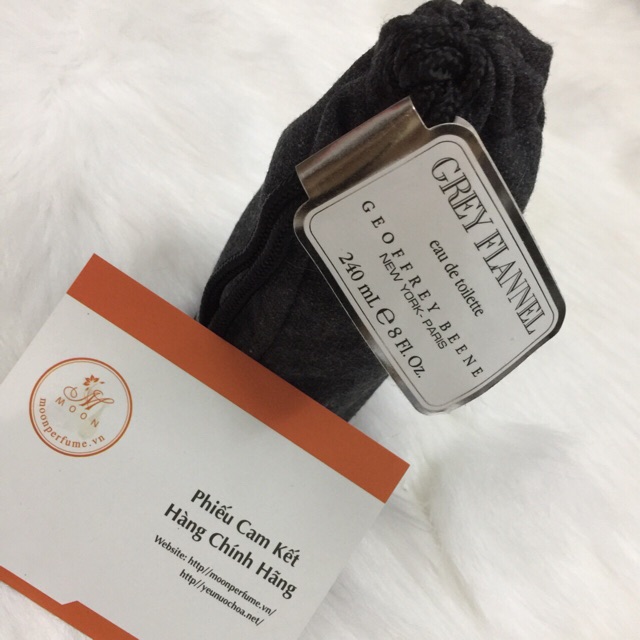 GREY FLANNEL
eau de toilette
GEOFFREY BEENE
NEW YORK·PARIS
240 mL ℮ 8 Fl. Oz.
M
MOON
moonperfume.vn
Phiếu Cam Kết
Hàng Chính Hãng
Website: http//moonperfume.vn/
http//yeunuochoa.net/